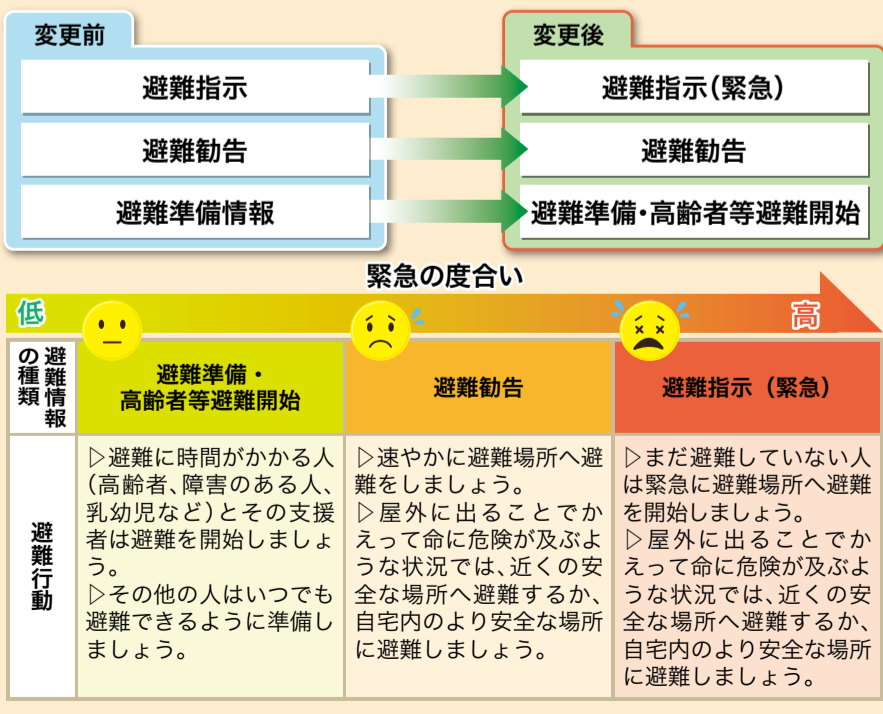 変更前
避難指示
避難勧告
避難準備情報
変更後
避難指示（緊急）
避難勧告
避難準備・高齢者等避難開始
緊急の度合い
低
高
避難情報
の種類
避難準備・
高齢者等避難開始
避難勧告
避難指示（緊急）
避難行動
▷避難に時間がかかる人
（高齢者、障害のある人、
乳幼児など）とその支援
者は避難を開始しましょ
う。
▷その他の人はいつでも
避難できるように準備し
ましょう。
▷速やかに避難場所へ避
難をしましょう。
▷屋外に出ることでか
えって命に危険が及ぶよ
うな状況では、近くの安
全な場所へ避難するか、
自宅内のより安全な場所
に避難しましょう。
▷まだ避難していない人
は緊急に避難場所へ避難
を開始しましょう。
▷屋外に出ることでか
えって命に危険が及ぶよ
うな状況では、近くの安
全な場所へ避難するか、
自宅内のより安全な場所
に避難しましょう。